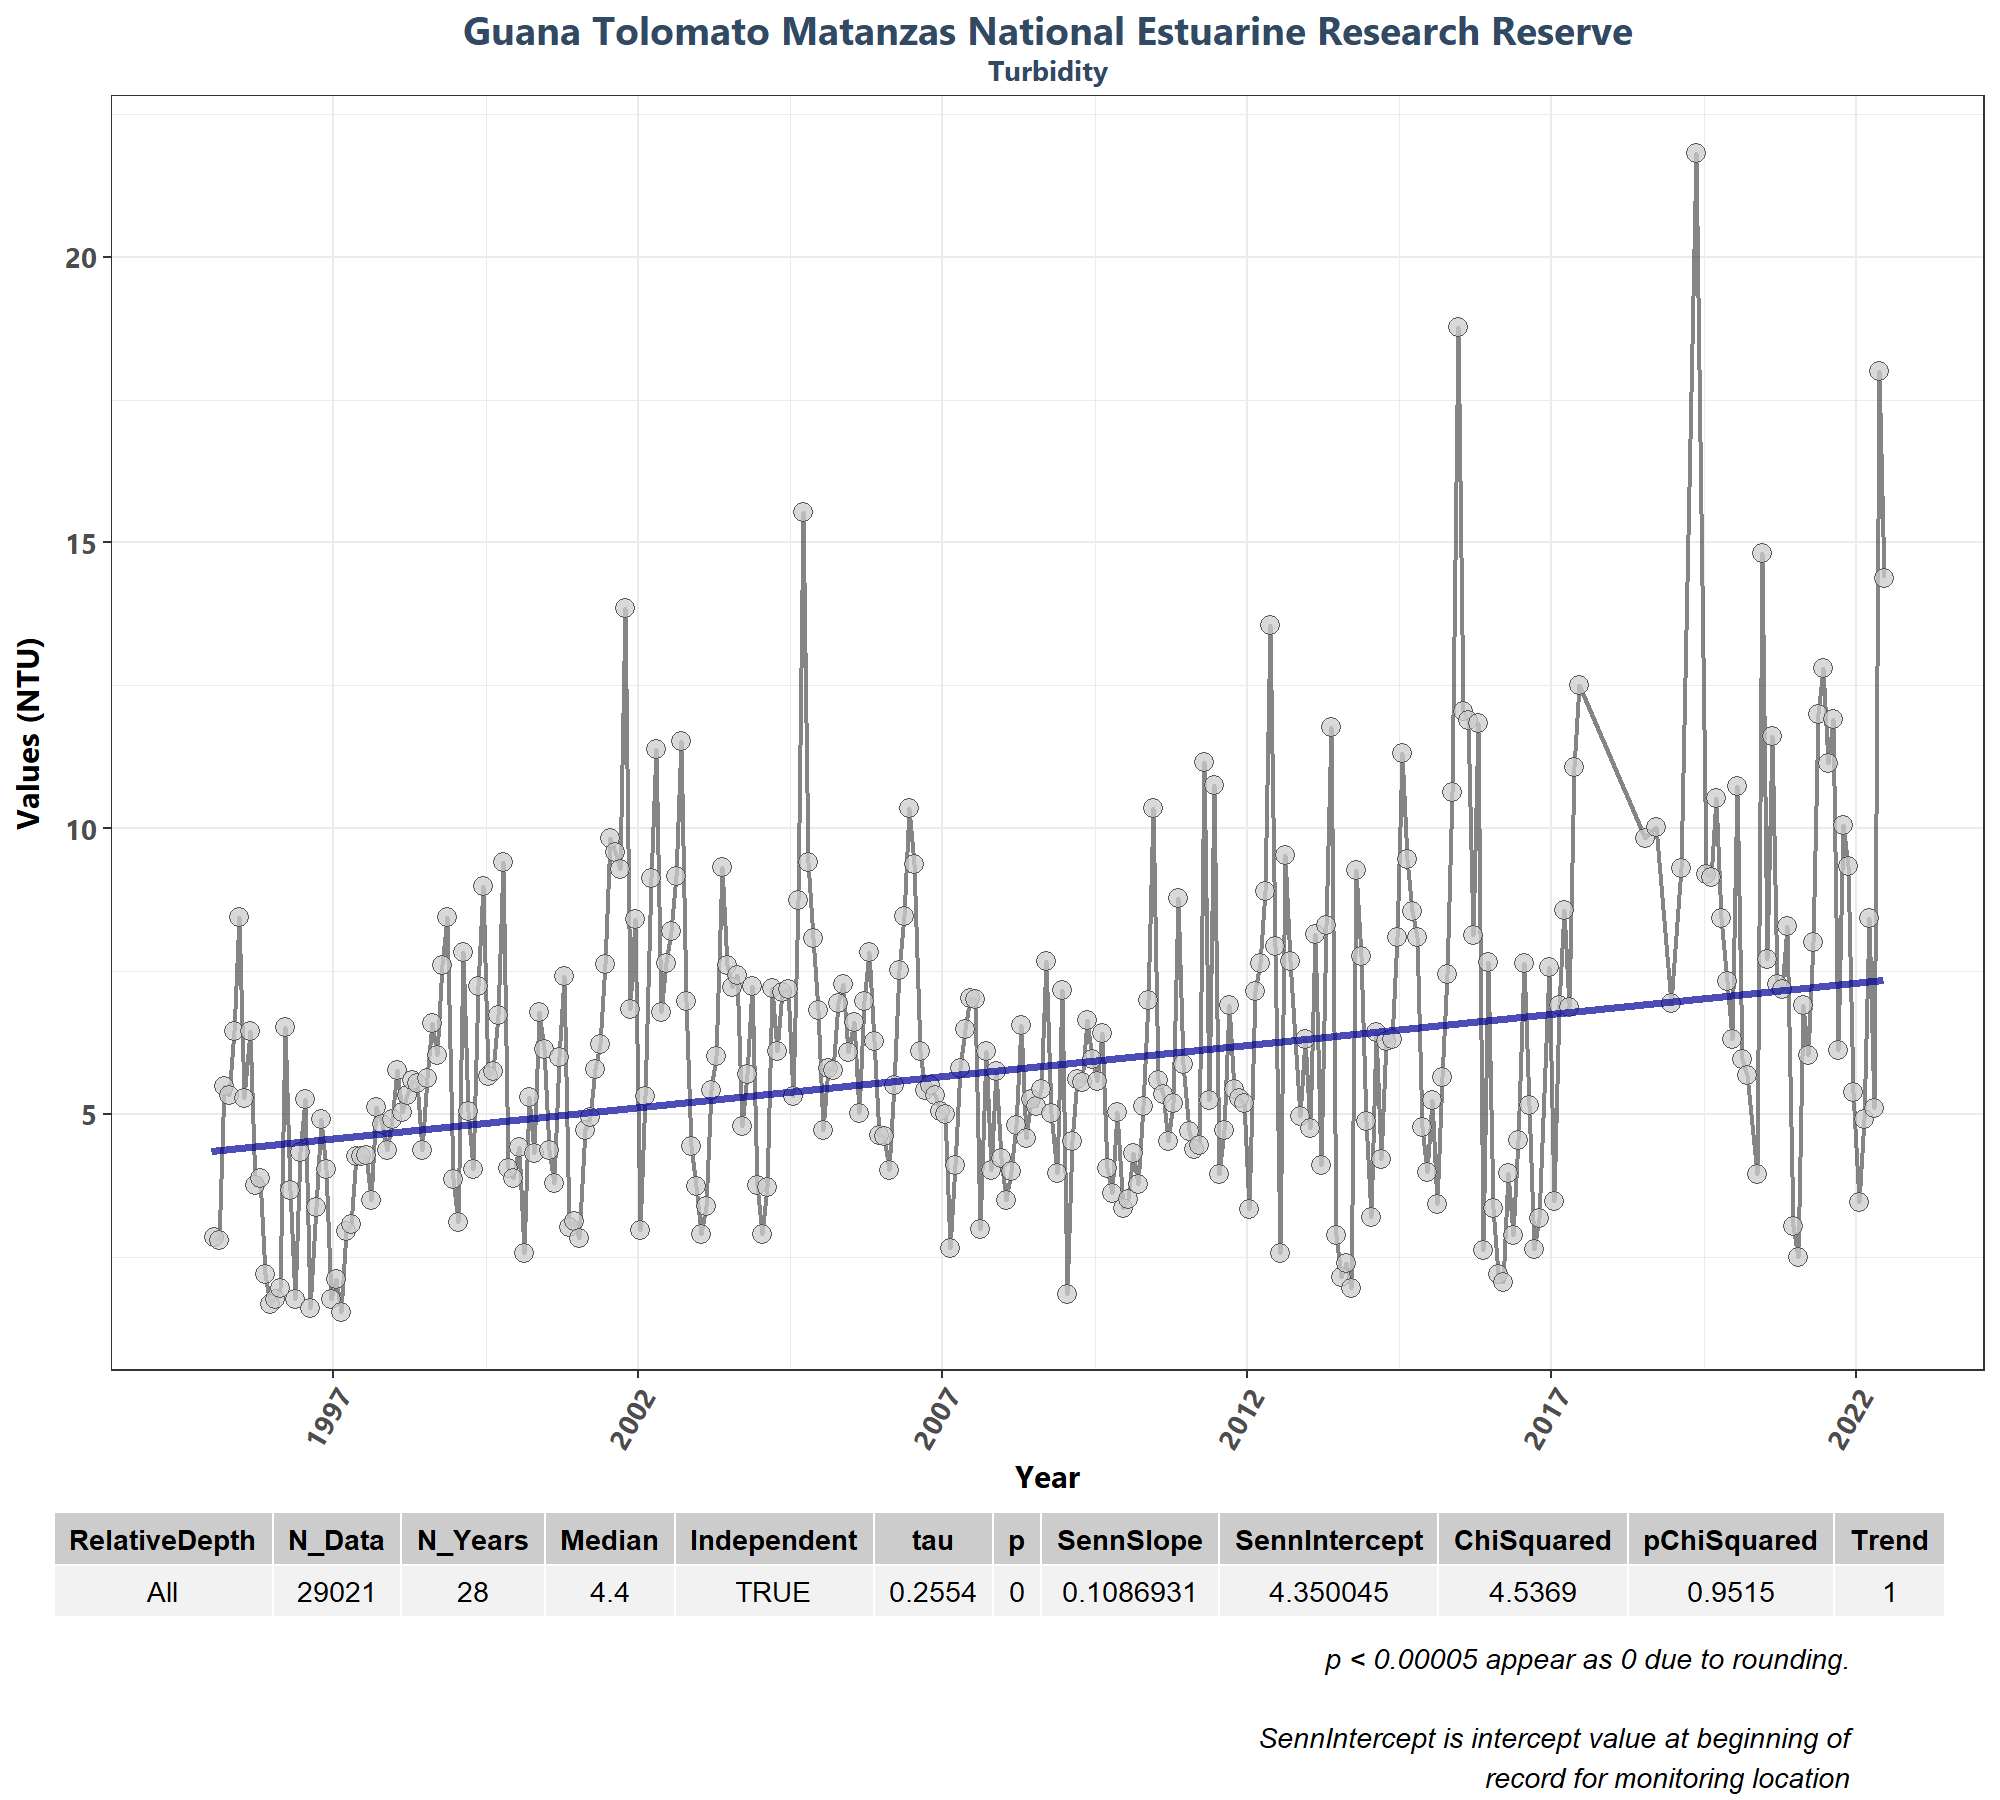 Guana Tolomato Matanzas National Estuarine Research Reserve
Turbidity
Values (NTU)
20
15
10
5
1997 2002 2007 2012 2017 2022
Year
RelativeDepth N_Data N_Years Median Independent tau p SennSlope SennIntercept ChiSquared pChiSquared Trend
All 29021 28 4.4 TRUE 0.2554 0 0.1086931 4.350045 4.5369 0.9515 1
p < 0.00005 appear as 0 due to rounding.
SennIntercept is intercept value at beginning of
record for monitoring location